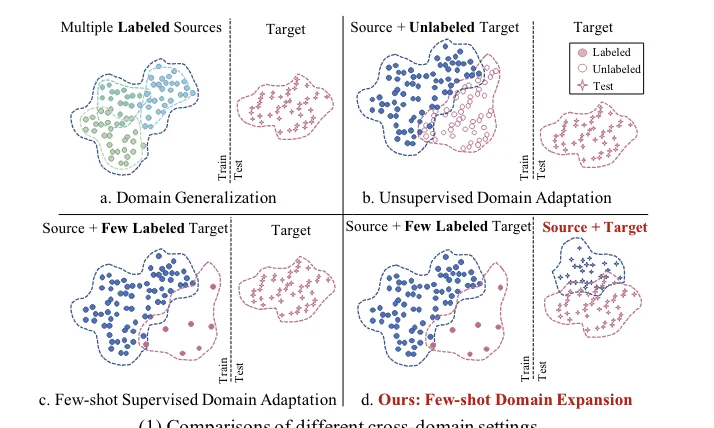 Multiple Labeled Sources
Target
Train
Test
a. Domain Generalization
Source + Unlabeled Target
Target
Labeled
Unlabeled
Test
Train
Test
b. Unsupervised Domain Adaptation
Source + Few Labeled Target
Target
Train
Test
c. Few-shot Supervised Domain Adaptation
Source + Few Labeled Target
Source + Target
Train
Test
d. Ours: Few-shot Domain Expansion
(1) Comparisons of different cross-domain settings